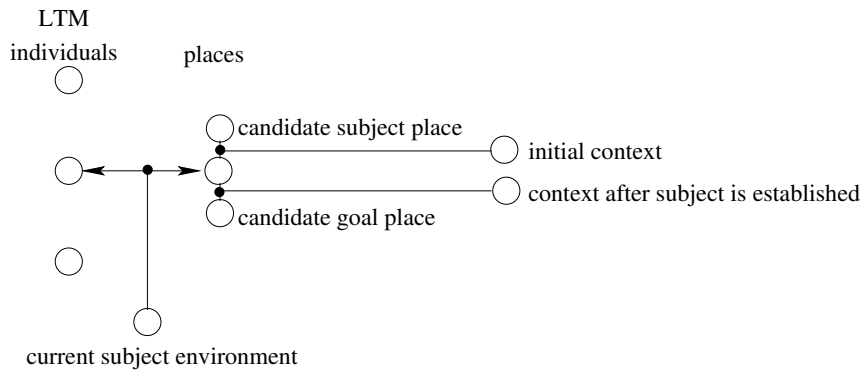 LTM
individuals
places
candidate subject place
initial context
context after subject is established
candidate goal place
current subject environment